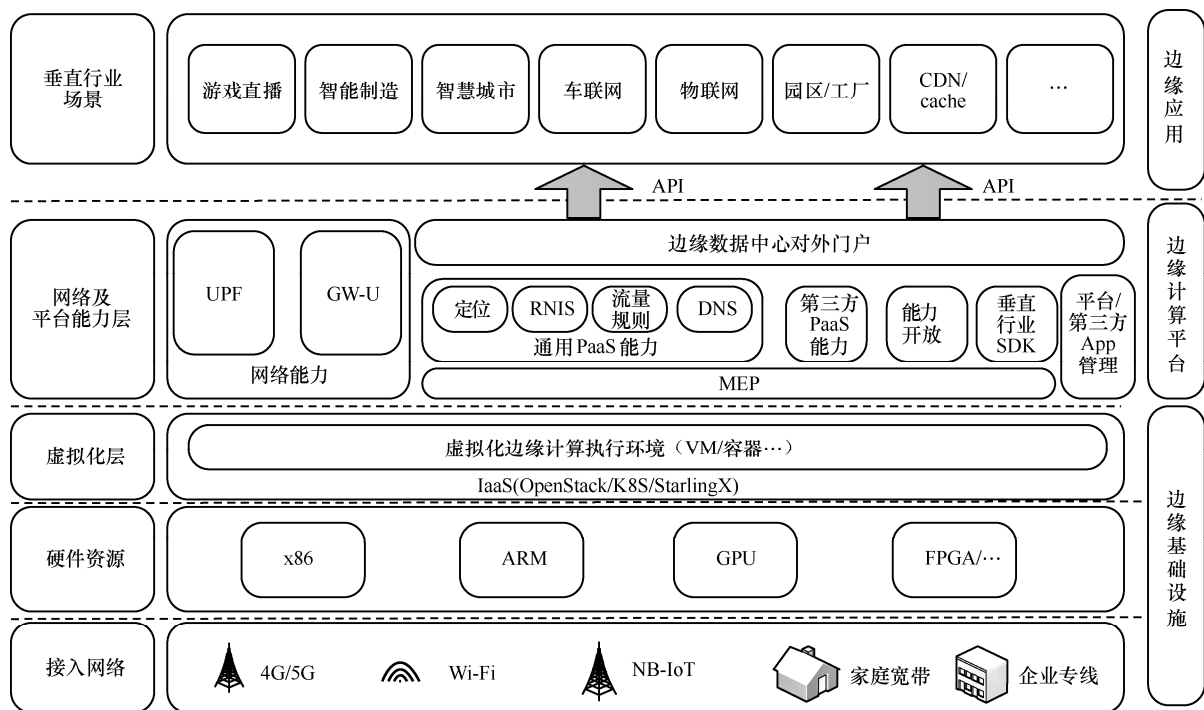 垂直行业
场景
游戏直播
智能制造
智慧城市
车联网
物联网
园区/工厂
CDN/
cache
…
边缘应用
API
API
网络及
平台能力层
UPF
GW-U
网络能力
边缘数据中心对外门户
定位
RNIS
流量
规则
DNS
通用PaaS能力
第三方
PaaS
能力
能力
开放
垂直
行业
SDK
平台/
第三方
App
管理
MEP
边缘计算平台
虚拟化层
虚拟化边缘计算执行环境（VM/容器…）
IaaS(OpenStack/K8S/StarlingX)
硬件资源
x86
ARM
GPU
FPGA/…
边缘基础设施
接入网络
4G/5G
Wi-Fi
NB-IoT
家庭宽带
企业专线